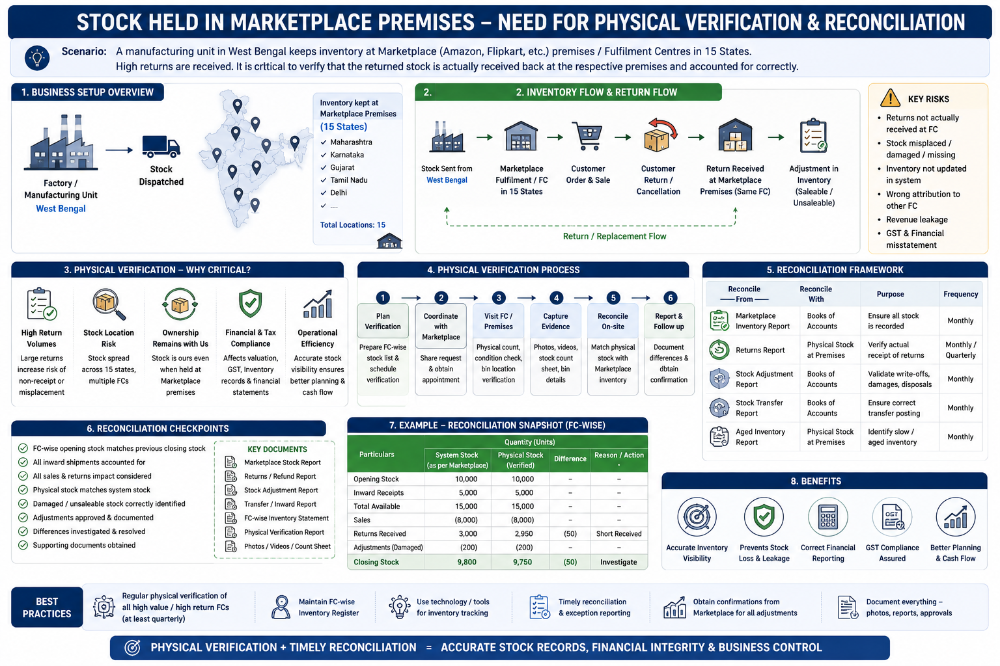 STOCK HELD IN MARKETPLACE PREMISES – NEED FOR PHYSICAL VERIFICATION & RECONCILIATION
Scenario: A manufacturing unit in West Bengal keeps inventory at Marketplace (Amazon, Flipkart, etc.) premises / Fulfilment Centres in 15 States.
High returns are received. It is crtitcal to verify that the returned stock is actually received back at the respective premises and accounted for correctly.
1. BUSINESS SETUP OVERVIEW
Factory /
Manufacturing Unit
West Bengal
Stock
Dispatched
Inventory kept at
Marketplace Premises
(15 States)
Maharashtra
Karnataka
Gujarat
Tamil Nadu
Delhi
....
Total Locations: 15
2. 2. INVENTORY FLOW & RETURN FLOW
Stock Sent from
West Bengal
Marketplace
Fulfilment / FC
in 15 States
Customer
Order & Sale
Customer
Return /
Cancellation
Return Received
at Marketplace
Premises (Same FC)
Adjustment in
Inventory
(Saleable /
Unsaleable)
Return / Replacement Flow
KEY RISKS
• Returns not actually
received at FC
• Stock misplaced /
damaged / missing
• Inventory not updated
in system
• Wrong attribution to
other FC
• Revenue leakage
• GST & Financial
misstatement
3. PHYSICAL VERIFICATION – WHY CRITICAL?
High Return
Volumes
Large returns
increase risk of
non-receipt or
misplacement
Stock Location
Risk
Stock spread
across 15 states,
multiple FCs
Ownership
Remains with Us
Stock is ours even
when held at
Marketplace
premises
Financial & Tax
Compliance
Affects valuation,
GST, Inventory
records & financial
statements
Operational
Efficiency
Accurate stock
visibility ensures
better planning &
cash flow
4. PHYSICAL VERIFICATION PROCESS
1
Plan
Verification
Prepare FC-wise
stock list &
schedule
verification
2
Coordinate
with
Marketplace
Share request
& obtain
appointment
3
Visit FC /
Premises
Physical count,
condition check,
bin location
verification
4
Capture
Evidence
Photos, videos,
stock count
sheet, bin
details
5
Reconcile
On-site
Match physical
stock with
Marketplace
inventory
6
Report &
Follow up
Document
differences &
dbtain
confirmation
5. RECONCILIATION FRAMEWORK
Reconcile
From
Reconcile
With
Purpose
Frequency
Marketplace
Inventory Report
Books of
Accounts
Ensure all stock
is recorded
Monthly
Returns Report
Physical Stock
at Premises
Verify actual
receipt of returns
Monthly /
Quarterly
Stock Adjustment
Report
Books of
Accounts
Validate write-offs,
damages, disposals
Monthly
Stock Transfer
Report
Books of
Accounts
Ensure correct
transfer posting
Monthly
Aged Inventory
Report
Physical Stock
at Premises
Identify slow /
aged inventory
Monthly
6. RECONCILIATION CHECKPOINTS
FC-wise opening stock matches previous closing stock
All inward shipments accounted for
All sales & returns impact considered
Physical stock matches system stock
Damaged / unsaleable stock correctly identified
Adjustments approved & documented
Differences investigated & resolved
Supporting documents obtained
KEY DOCUMENTS
Marketplace Stock Report
Returns / Refund Report
Stock Adjustment Report
Transfer / Inward Report
FC-wise Inventory Statement
Physical Verification Report
Photos / Videos / Count Sheet
7. EXAMPLE – RECONCILIATION SNAPSHOT (FC-WISE)
Particulars
Quantity (Units)
System Stock
(as per Marketplace)
Physical Stock
(Verified)
Difference
Reason / Action
Opening Stock 10,000 10,000 – –
Inward Receipts 5,000 5,000 – –
Total Available 15,000 15,000 – –
Sales (8,000) (8,000) – –
Returns Received 3,000 2,950 (50) Short Received
Adjustments (Damaged) (200) (200) – –
Closing Stock 9,800 9,750 (50) Investigate
8. BENEFITS
Accurate Inventory
Visibility
Prevents Stock
Loss & Leakage
Correct Financial
Reporting
GST
GST Compliance
Assured
Better Planning
& Cash Flow
BEST
PRACTICES
Regular physical verification of
all high value / high return FCs
(at least quarterly)
Maintain FC-wise
Inventory Register
Use technology / tools
for inventory tracking
Timely reconciliation
& exception reporting
Obtain confirmations from
Marketplace for all adjustments
Document everything –
photos, reports, approvals
PHYSICAL VERIFICATION + TIMELY RECONCILIATION = ACCURATE STOCK RECORDS, FINANCIAL INTEGRITY & BUSINESS CONTROL